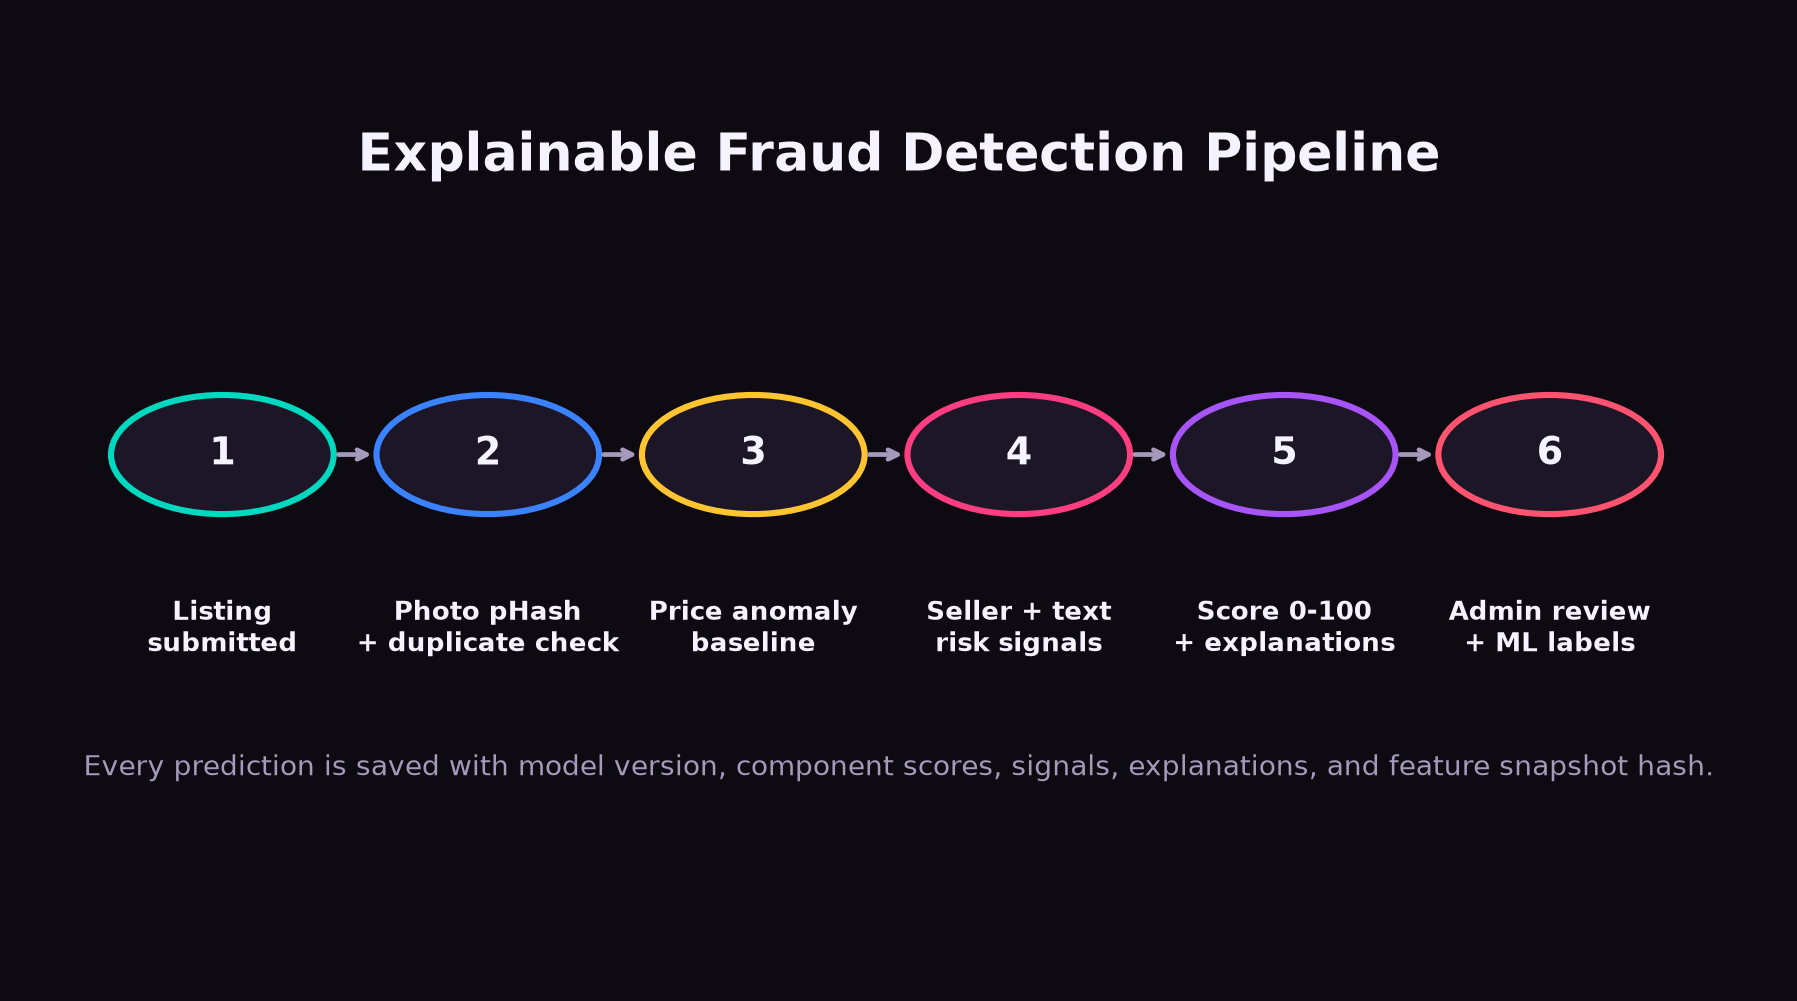 Explainable Fraud Detection Pipeline
1
2
3
4
5
6
Listing
submitted
Photo pHash
+ duplicate check
Price anomaly
baseline
Seller + text
risk signals
Score 0-100
+ explanations
Admin review
+ ML labels
Every prediction is saved with model version, component scores, signals, explanations, and feature snapshot hash.